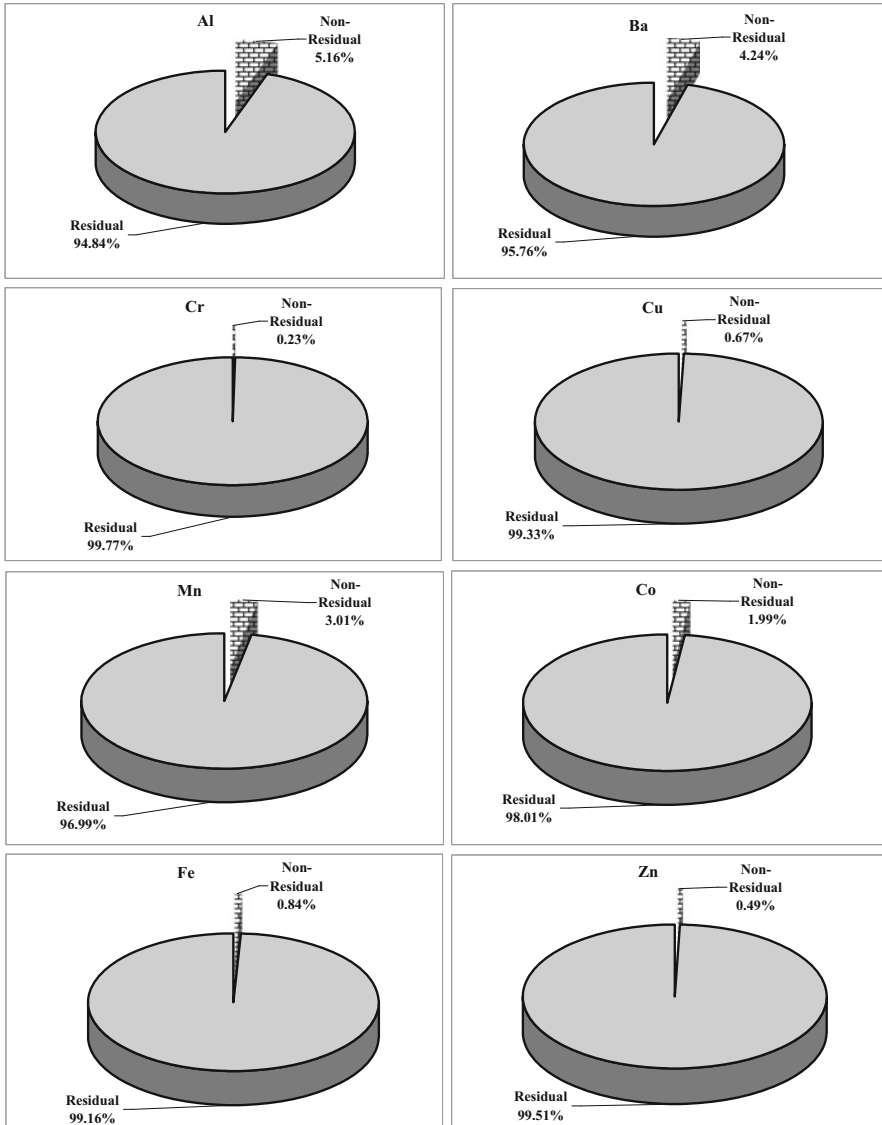 Al
Non-
Residual
5.16%
Residual
94.84%
Ba
Non-
Residual
4.24%
Residual
95.76%
Cr
Non-
Residual
0.23%
Residual
99.77%
Cu
Non-
Residual
0.67%
Residual
99.33%
Mn
Non-
Residual
3.01%
Residual
96.99%
Co
Non-
Residual
1.99%
Residual
98.01%
Fe
Non-
Residual
0.84%
Residual
99.16%
Zn
Non-
Residual
0.49%
Residual
99.51%